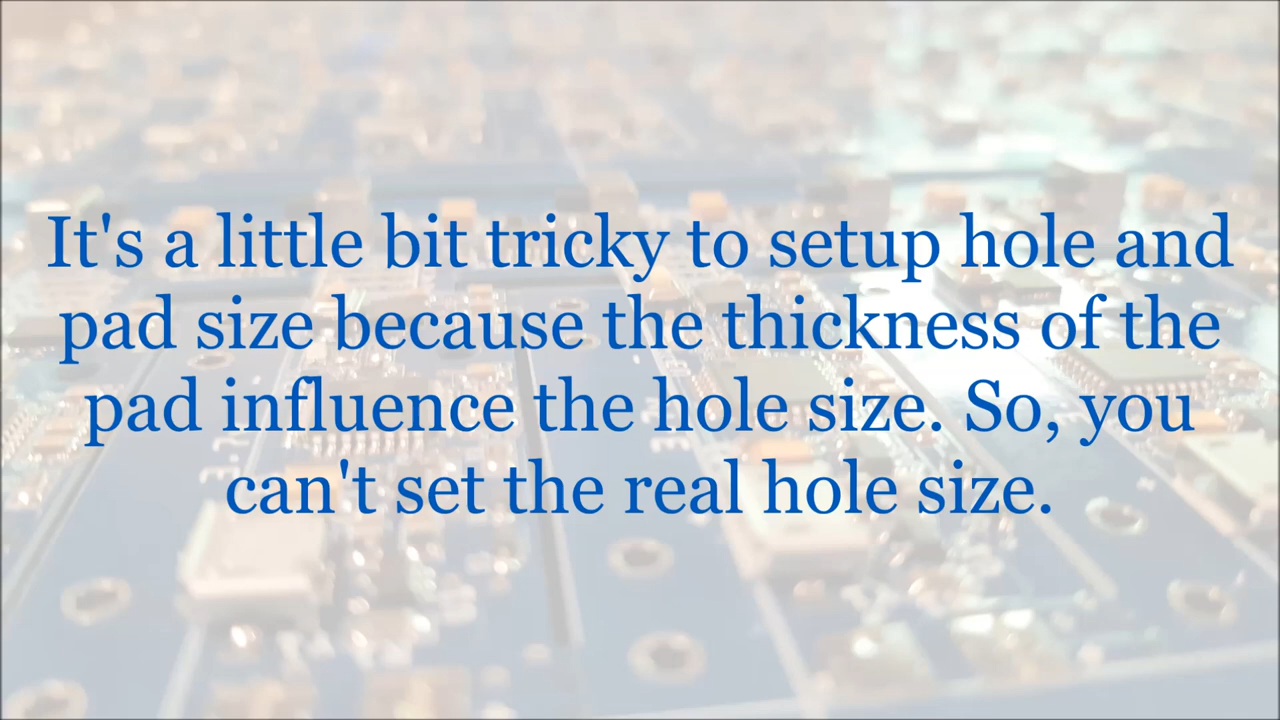 It's a little bit tricky to setup hole and
pad size because the thickness of the
pad influence the hole size. So, you
can't set the real hole size.